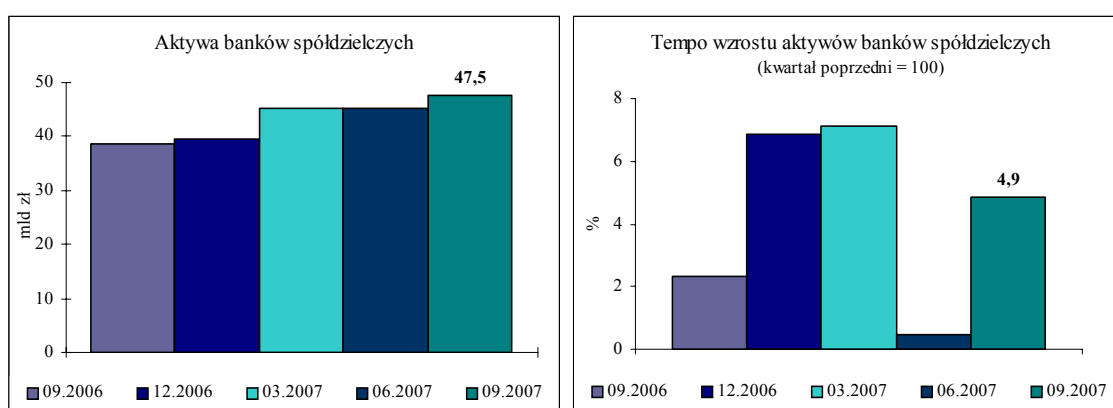 Aktywa banków spółdzielczych
50
40
30
20
10
0
mld zł
47,5
09.2006 12.2006 03.2007 06.2007 09.2007
Tempo wzrostu aktywów banków spółdzielczych
(kwartał poprzedni = 100)
8
6
4
2
0
%
4,9
09.2006 12.2006 03.2007 06.2007 09.2007